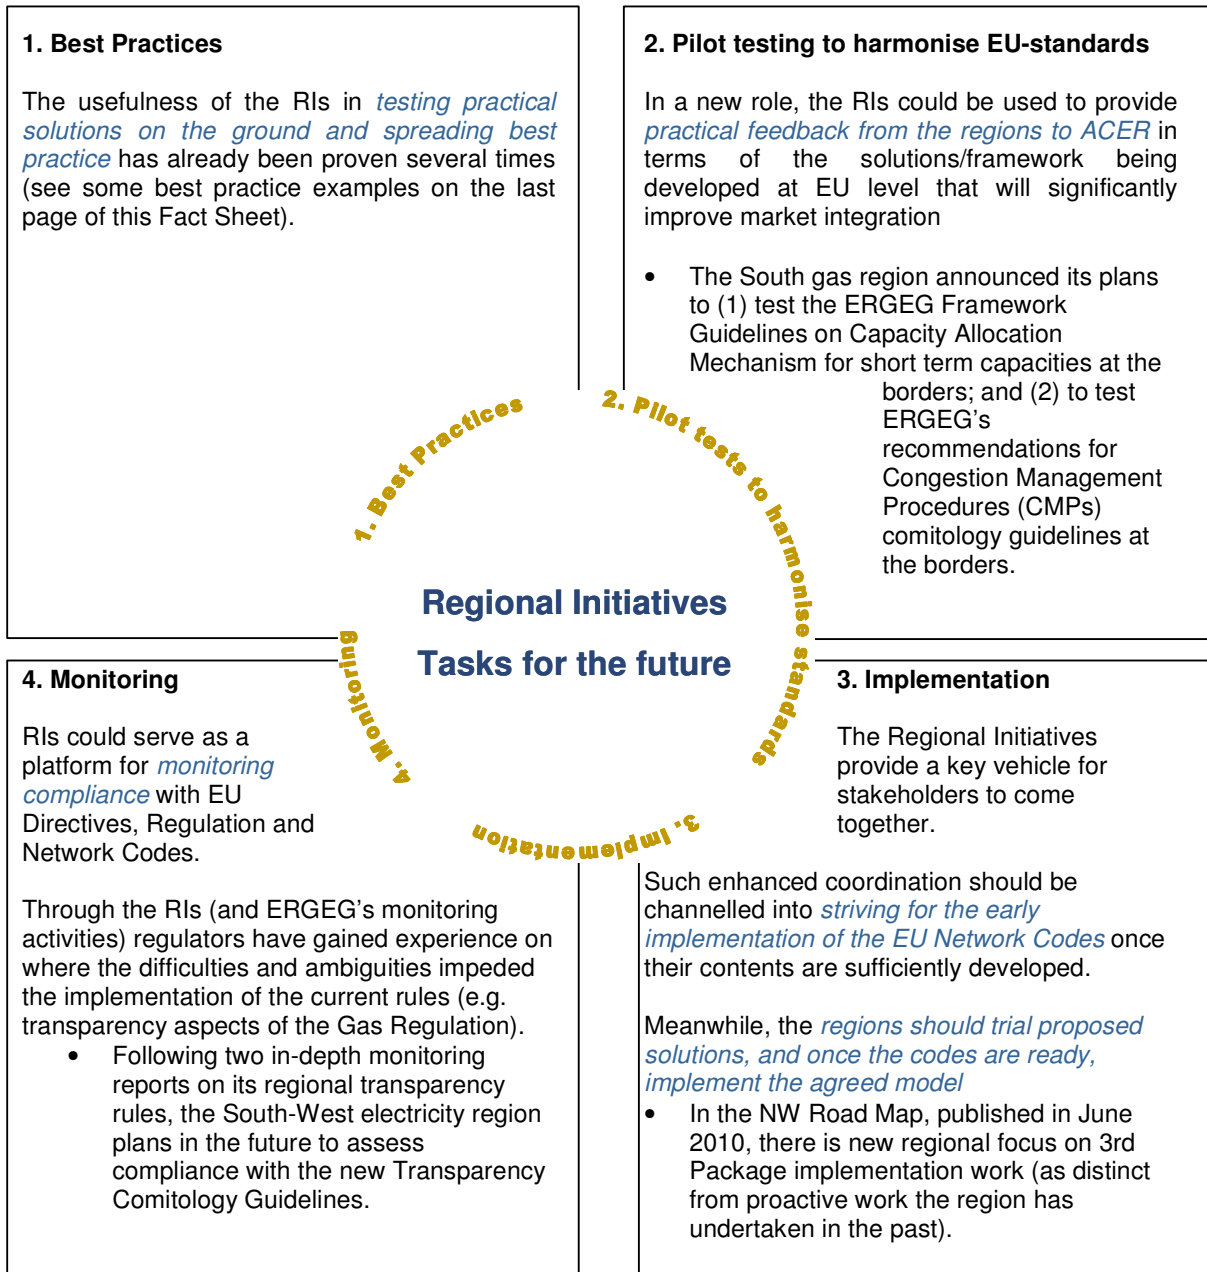 1. Best Practices
The usefulness of the RIs in testing practical
solutions on the ground and spreading best
practice has already been proven several times
(see some best practice examples on the last
page of this Fact Sheet).
2. Pilot testing to harmonise EU-standards
In a new role, the RIs could be used to provide
practical feedback from the regions to ACER in
terms of the solutions/framework being
developed at EU level that will significantly
improve market integration
• The South gas region announced its plans
to (1) test the ERGEG Framework
Guidelines on Capacity Allocation
Mechanism for short term capacities at the
borders; and (2) to test
ERGEG's
recommendations for
Congestion Management
Procedures (CMPs)
comitology guidelines at
the borders.
1. Best Practices
2. Pilot tests to harmonise standards
3. Implementation
4. Monitoring
Regional Initiatives
Tasks for the future
4. Monitoring
RIs could serve as a
platform for monitoring
compliance with EU
Directives, Regulation and
Network Codes.
Through the RIs (and ERGEG's monitoring
activities) regulators have gained experience on
where the difficulties and ambiguities impeded
the implementation of the current rules (e.g.
transparency aspects of the Gas Regulation).
• Following two in-depth monitoring
reports on its regional transparency
rules, the South-West electricity region
plans in the future to assess
compliance with the new Transparency
Comitology Guidelines.
3. Implementation
The Regional Initiatives
provide a key vehicle for
stakeholders to come
together.
Such enhanced coordination should be
channelled into striving for the early
implementation of the EU Network Codes once
their contents are sufficiently developed.
Meanwhile, the regions should trial proposed
solutions, and once the codes are ready,
implement the agreed model
• In the NW Road Map, published in June
2010, there is new regional focus on 3rd
Package implementation work (as distinct
from proactive work the region has
undertaken in the past).